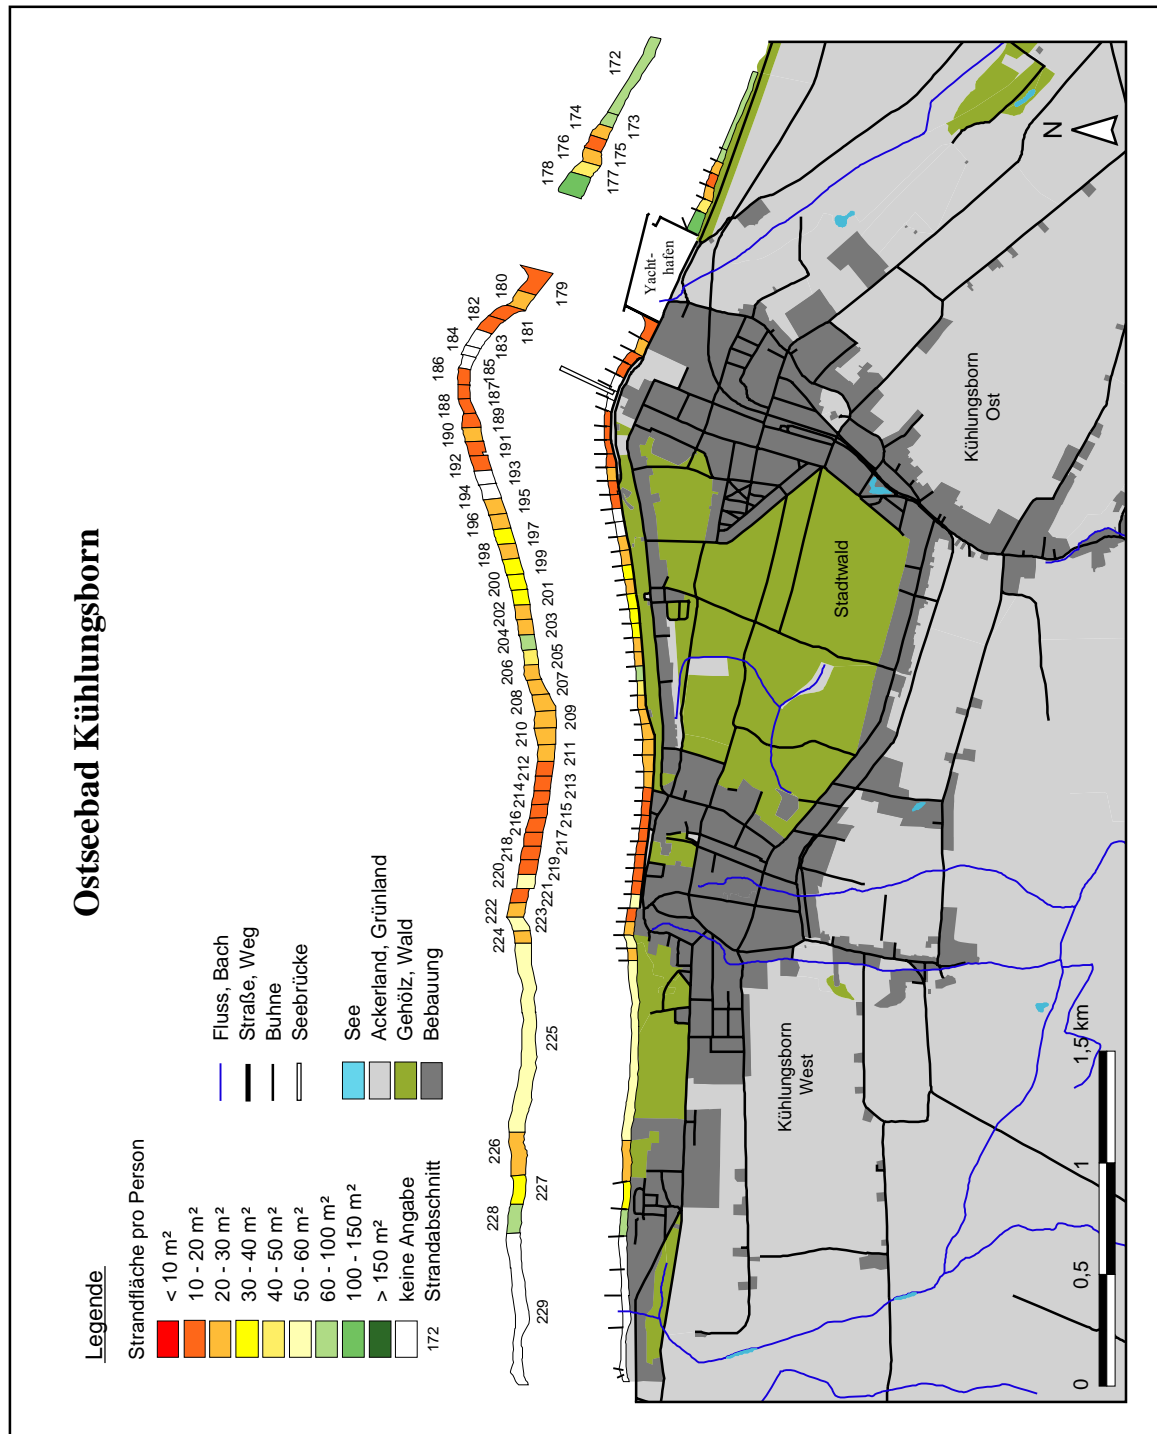 Ostseebad Kühlungsborn
Legende
Strandfläche pro Person
< 10 m²
10 - 20 m²
20 - 30 m²
30 - 40 m²
40 - 50 m²
50 - 60 m²
60 - 100 m²
100 - 150 m²
> 150 m²
keine Angabe
172 Strandabschnitt
Fluss, Bach
Straße, Weg
Buhne
Seebrücke
See
Ackerland, Grünland
Gehölz, Wald
Bebauung
229
228
227
226
225
224
223
222
221
220
219
218
217
216
215
214
213
212
211
210
209
208
207
206
205
204
203
202
201
200
199
198
197
196
195
194
193
192
191
190
189
188
187
186
185
184
183
182
181
180
179
178
177
176
175
174
173
172
Yacht-
hafen
Stadtwald
Kühlungsborn
West
Kühlungsborn
Ost
N
0 0,5 1 1,5 km